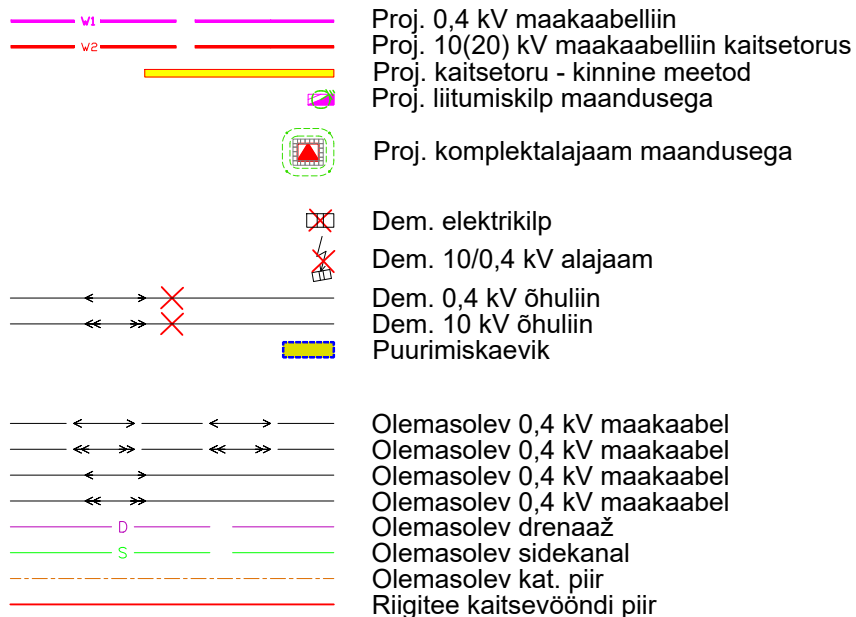 W1 Proj. 0,4 kV maakaabelliin
W2 Proj. 10(20) kV maakaabelliin kaitsetorus
Proj. kaitsetoru - kinnine meetod
Proj. liitumiskilp maandusega
Proj. komplektalajaam maandusega
Dem. elektrikilp
Dem. 10/0,4 kV alajaam
Dem. 0,4 kV õhuliin
Dem. 10 kV õhuliin
Puurimiskaevik
Olemasolev 0,4 kV maakaabel
Olemasolev 0,4 kV maakaabel
Olemasolev 0,4 kV maakaabel
Olemasolev 0,4 kV maakaabel
D Olemasolev drenaaž
S Olemasolev sidekanal
Olemasolev kat. piir
Riigitee kaitsevööndi piir